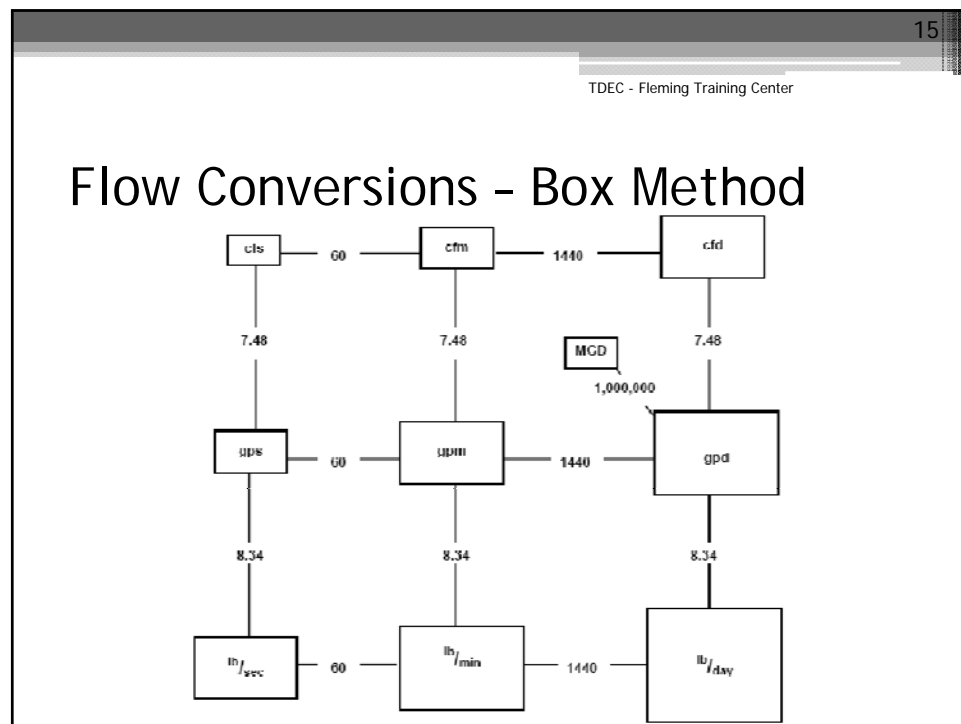 15
TDEC - Fleming Training Center
Flow Conversions – Box Method
cfs 60 cfm 1440 cfd
7.48 7.48 7.48
MGD
1,000,000
gps 60 gpm 1440 gpd
8.34 8.34 8.34
lb/sec 60 lb/min 1440 lb/day